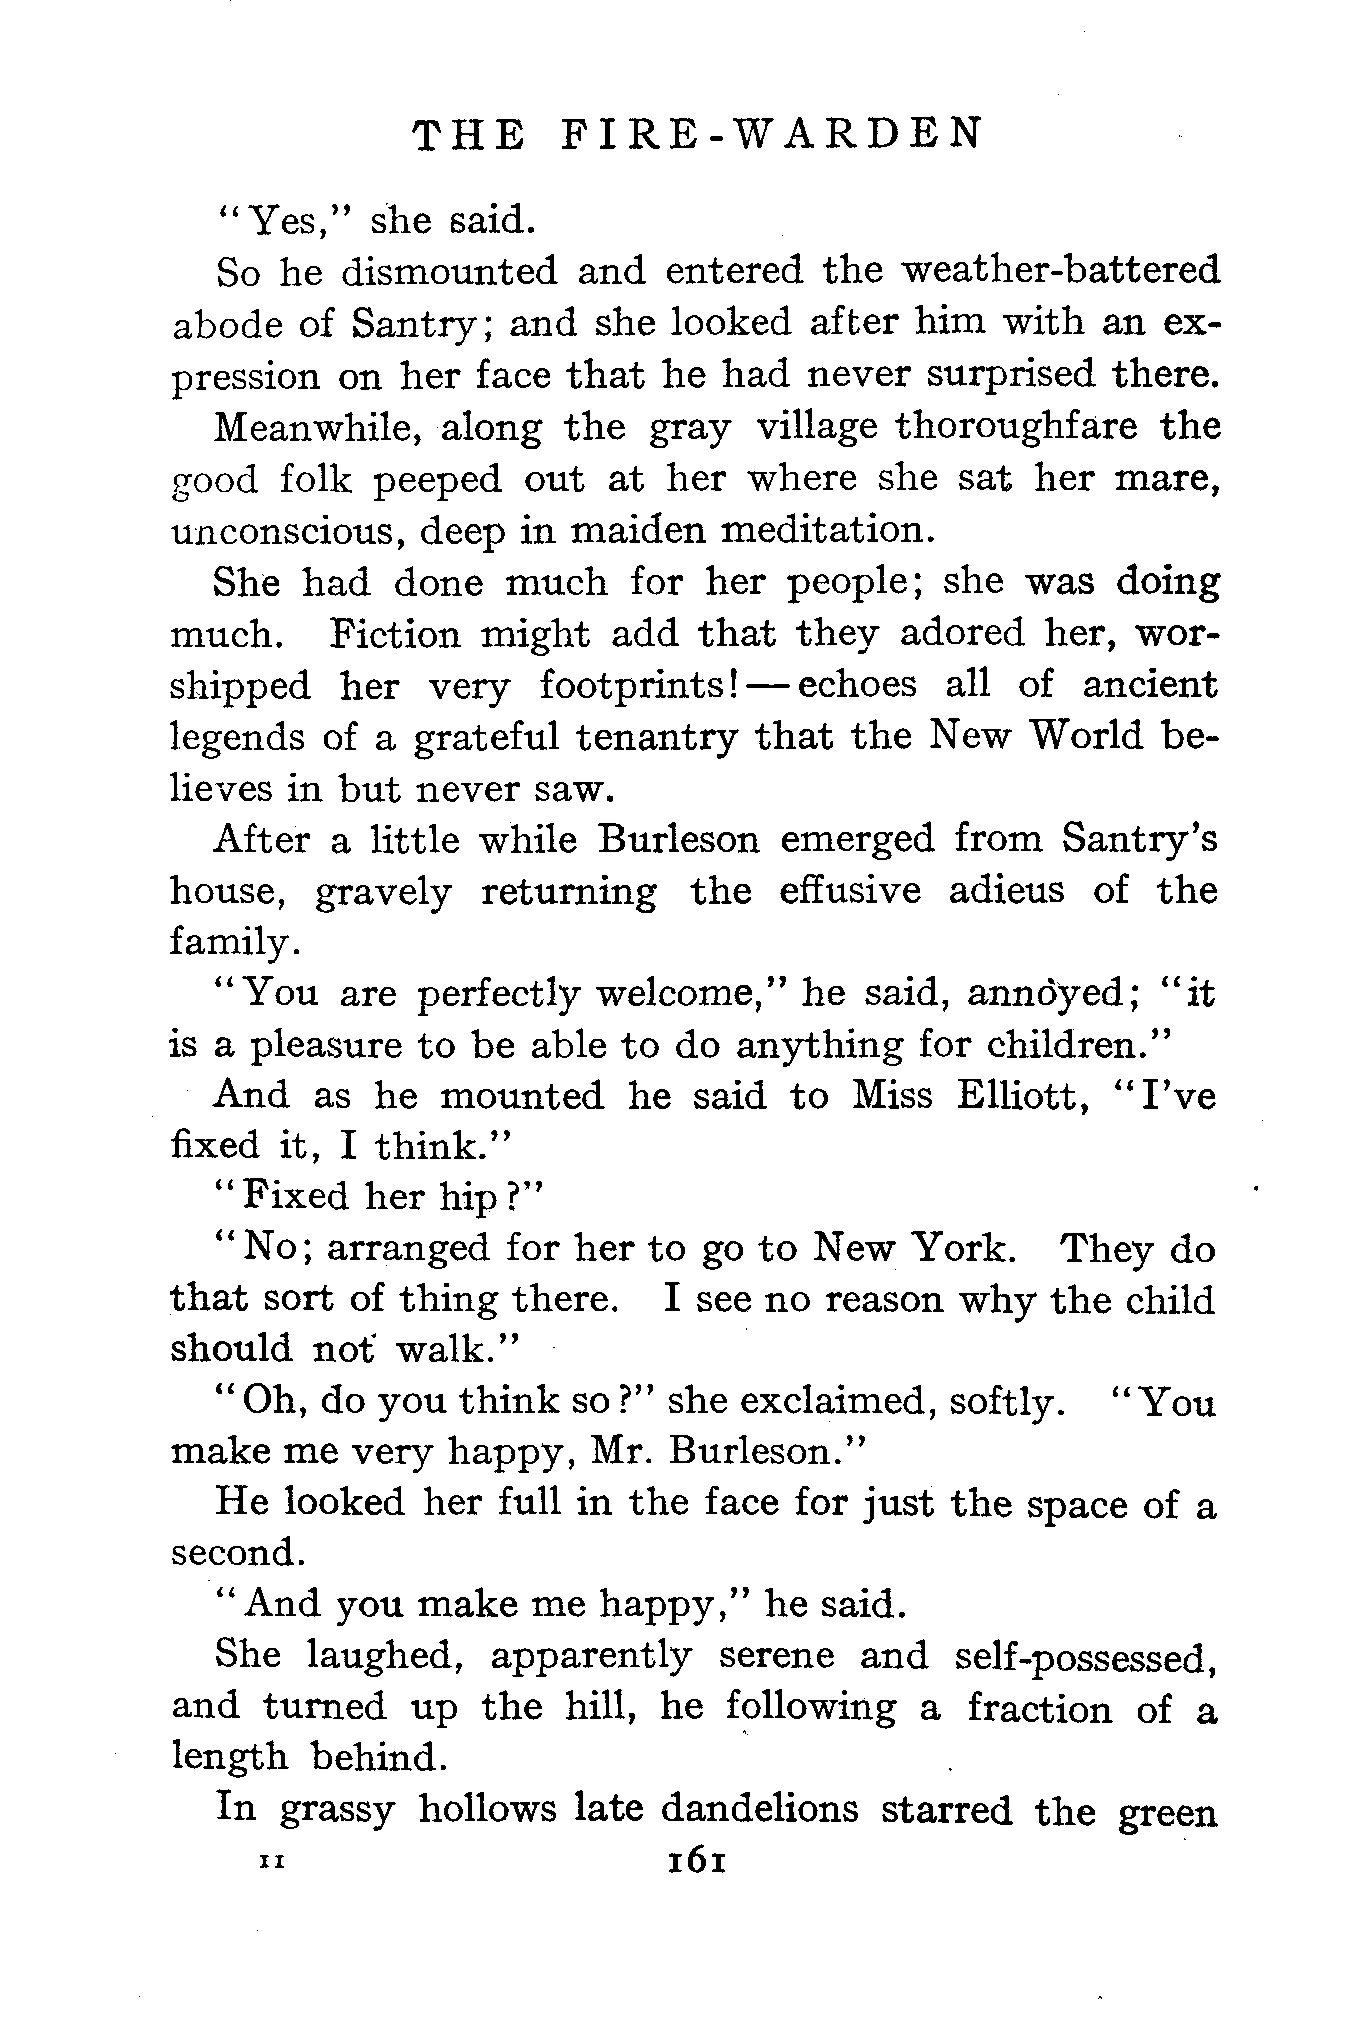 THE FIRE-WARDEN
"Yes," she said.
So he dismounted and entered the weather-battered
abode of Santry; and she looked after him with an ex-
pression on her face that he had never surprised there.
Meanwhile, along the gray village thoroughfare the
good folk peeped out at her where she sat her mare,
unconscious, deep in maiden meditation.
She had done much for her people; she was doing
much. Fiction might add that they adored her, wor-
shipped her very footprints!—echoes all of ancient
legends of a grateful tenantry that the New World be-
lieves in but never saw.
After a little while Burleson emerged from Santry's
house, gravely returning the effusive adieus of the
family.
"You are perfectly welcome," he said, annoyed; "it
is a pleasure to be able to do anything for children."
And as he mounted he said to Miss Elliott, "I've
fixed it, I think."
"Fixed her hip?"
"No; arranged for her to go to New York. They do
that sort of thing there. I see no reason why the child
should not walk."
"Oh, do you think so?" she exclaimed, softly. "You
make me very happy, Mr. Burleson."
He looked her full in the face for just the space of a
second.
"And you make me happy," he said.
She laughed, apparently serene and self-possessed,
and turned up the hill, he following a fraction of a
length behind.
In grassy hollows late dandelions starred the green
11 161